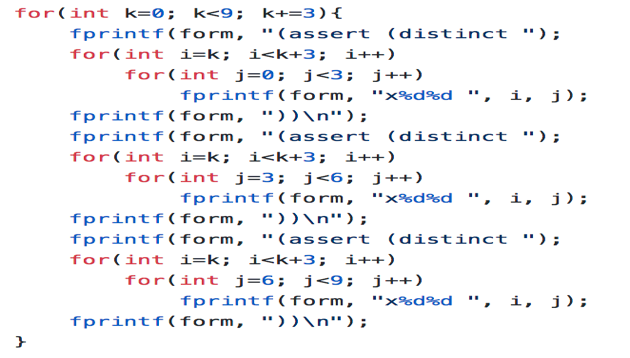 for(int k=0; k<9; k+=3){
    fprintf(form, "(assert (distinct ");
    for(int i=k; i<k+3; i++)
        for(int j=0; j<3; j++)
            fprintf(form, "x%d%d ", i, j);
    fprintf(form, "))\n");
    fprintf(form, "(assert (distinct ");
    for(int i=k; i<k+3; i++)
        for(int j=3; j<6; j++)
            fprintf(form, "x%d%d ", i, j);
    fprintf(form, "))\n");
    fprintf(form, "(assert (distinct ");
    for(int i=k; i<k+3; i++)
        for(int j=6; j<9; j++)
            fprintf(form, "x%d%d ", i, j);
    fprintf(form, "))\n");
}